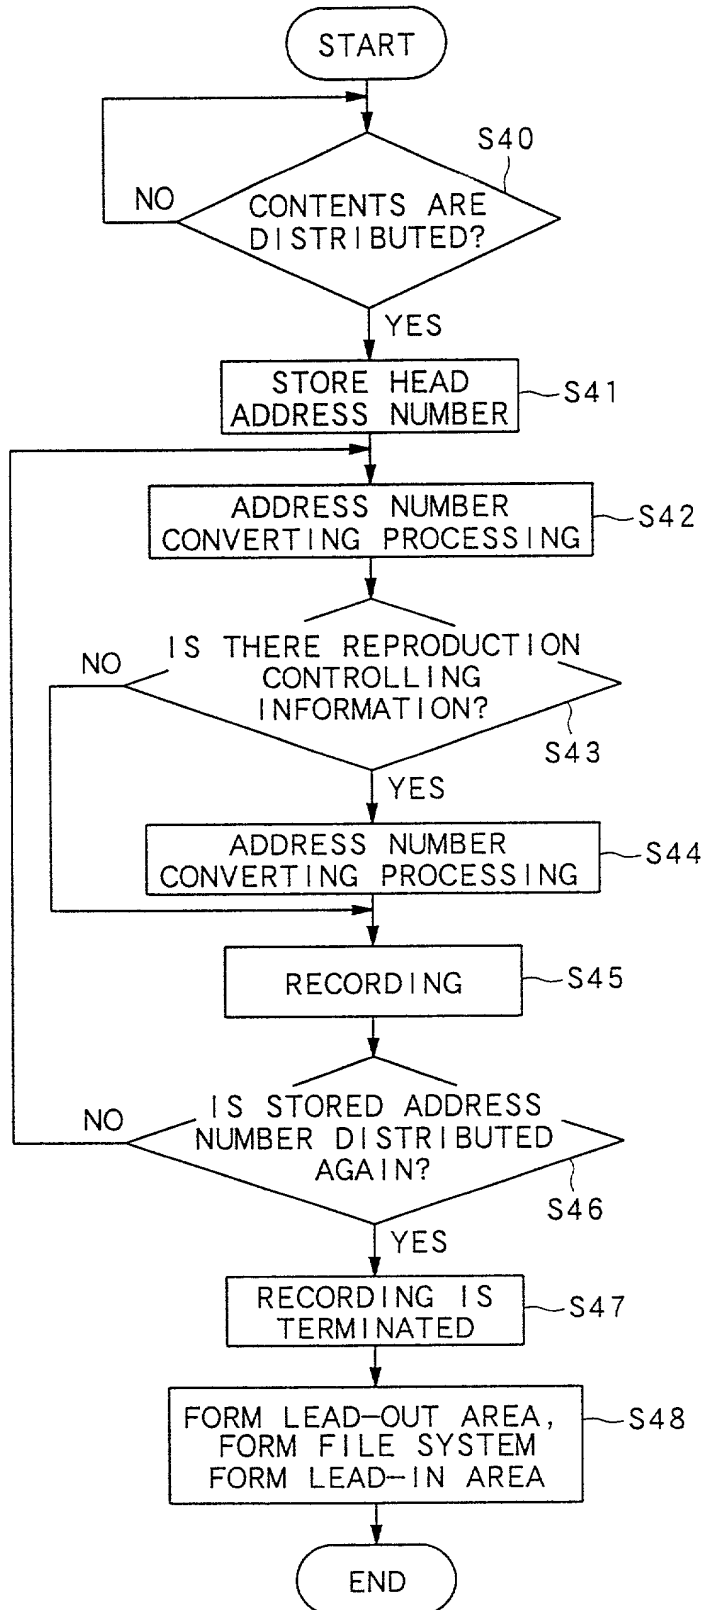 START
S40
NO
CONTENTS ARE
DISTRIBUTED?
YES
STORE HEAD
ADDRESS NUMBER
S41
ADDRESS NUMBER
CONVERTING PROCESSING
S42
NO
IS THERE REPRODUCTION
CONTROLLING
INFORMATION?
S43
YES
ADDRESS NUMBER
CONVERTING PROCESSING
S44
RECORDING
S45
NO
IS STORED ADDRESS
NUMBER DISTRIBUTED
AGAIN?
S46
YES
RECORDING IS
TERMINATED
S47
FORM LEAD-OUT AREA,
FORM FILE SYSTEM
FORM LEAD-IN AREA
S48
END